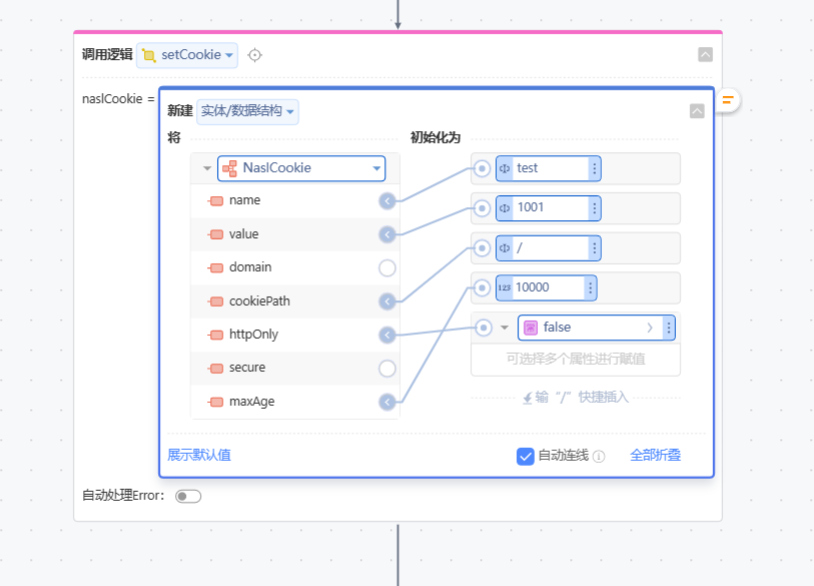 调用逻辑 setCookie
naslCookie =
新建 实体/数据结构
将 初始化为
NaslCookie test
name
value 1001
domain /
cookiePath
10000
httpOnly false
secure 可选择多个属性进行赋值
maxAge 输 "/" 快捷插入
展示默认值 自动连线 全部折叠
自动处理Error: